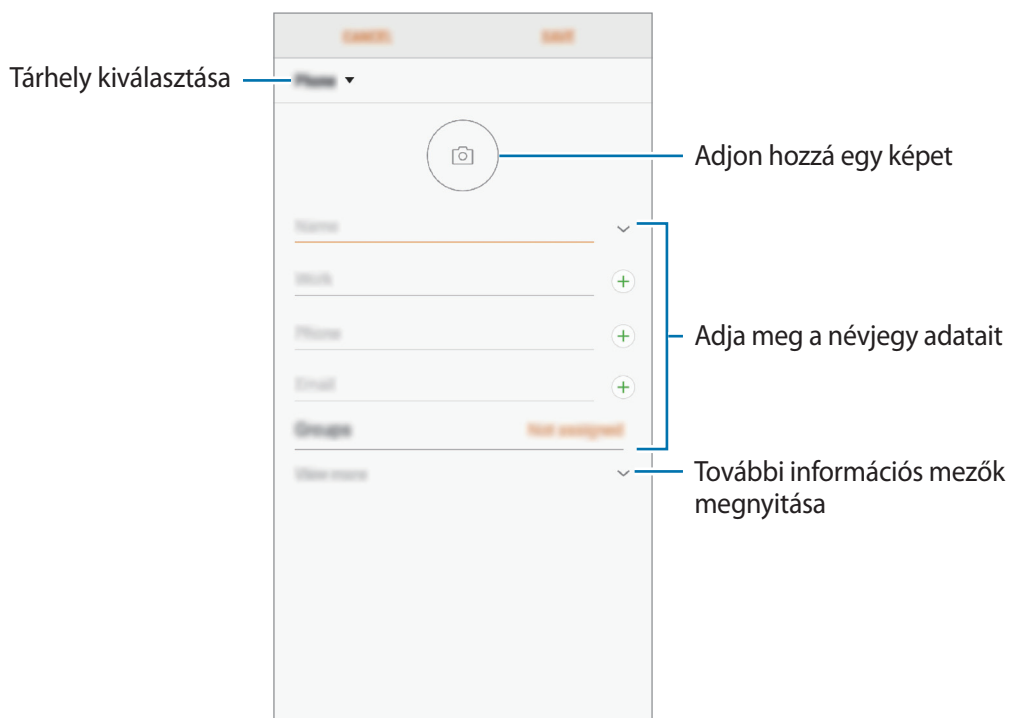 CANCEL
SAVE
Tárhely kiválasztása
Phone
Adjon hozzá egy képet
Name
Work
Phone
Adja meg a névjegy adatait
Email
Groups
Not assigned
View more
További információs mezők
megnyitása